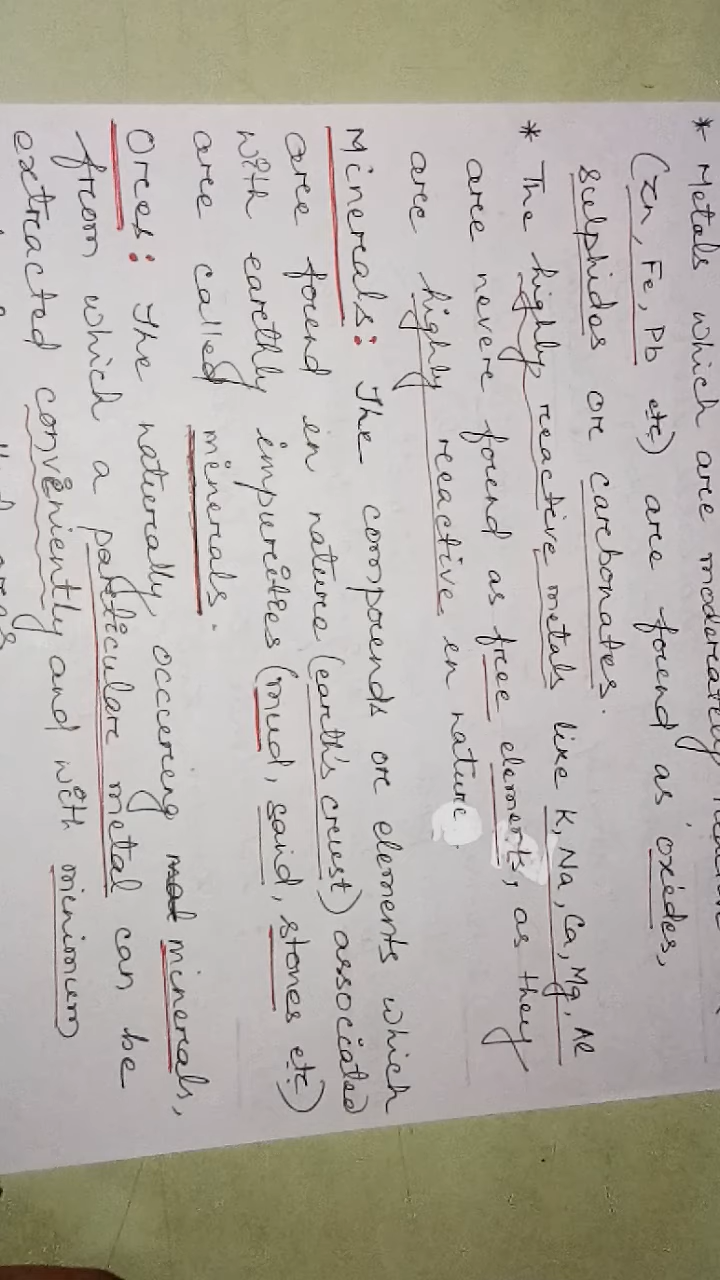 * Metals which are moderately
(Zn, Fe, Pb etc) are found as oxides,
sulphides or carbonates.
* The highly reactive metals like K, Na, Ca, Mg, Al
are never found as free elements, as they
are highly reactive in nature.
Minerals: The compounds or elements which
are found in nature (earth's crust) associated
with earthly impurities (mud, sand, stones etc)
are called minerals.
Ores: The naturally occuring minerals,
from which a particular metal can be
extracted conveniently and with minimum